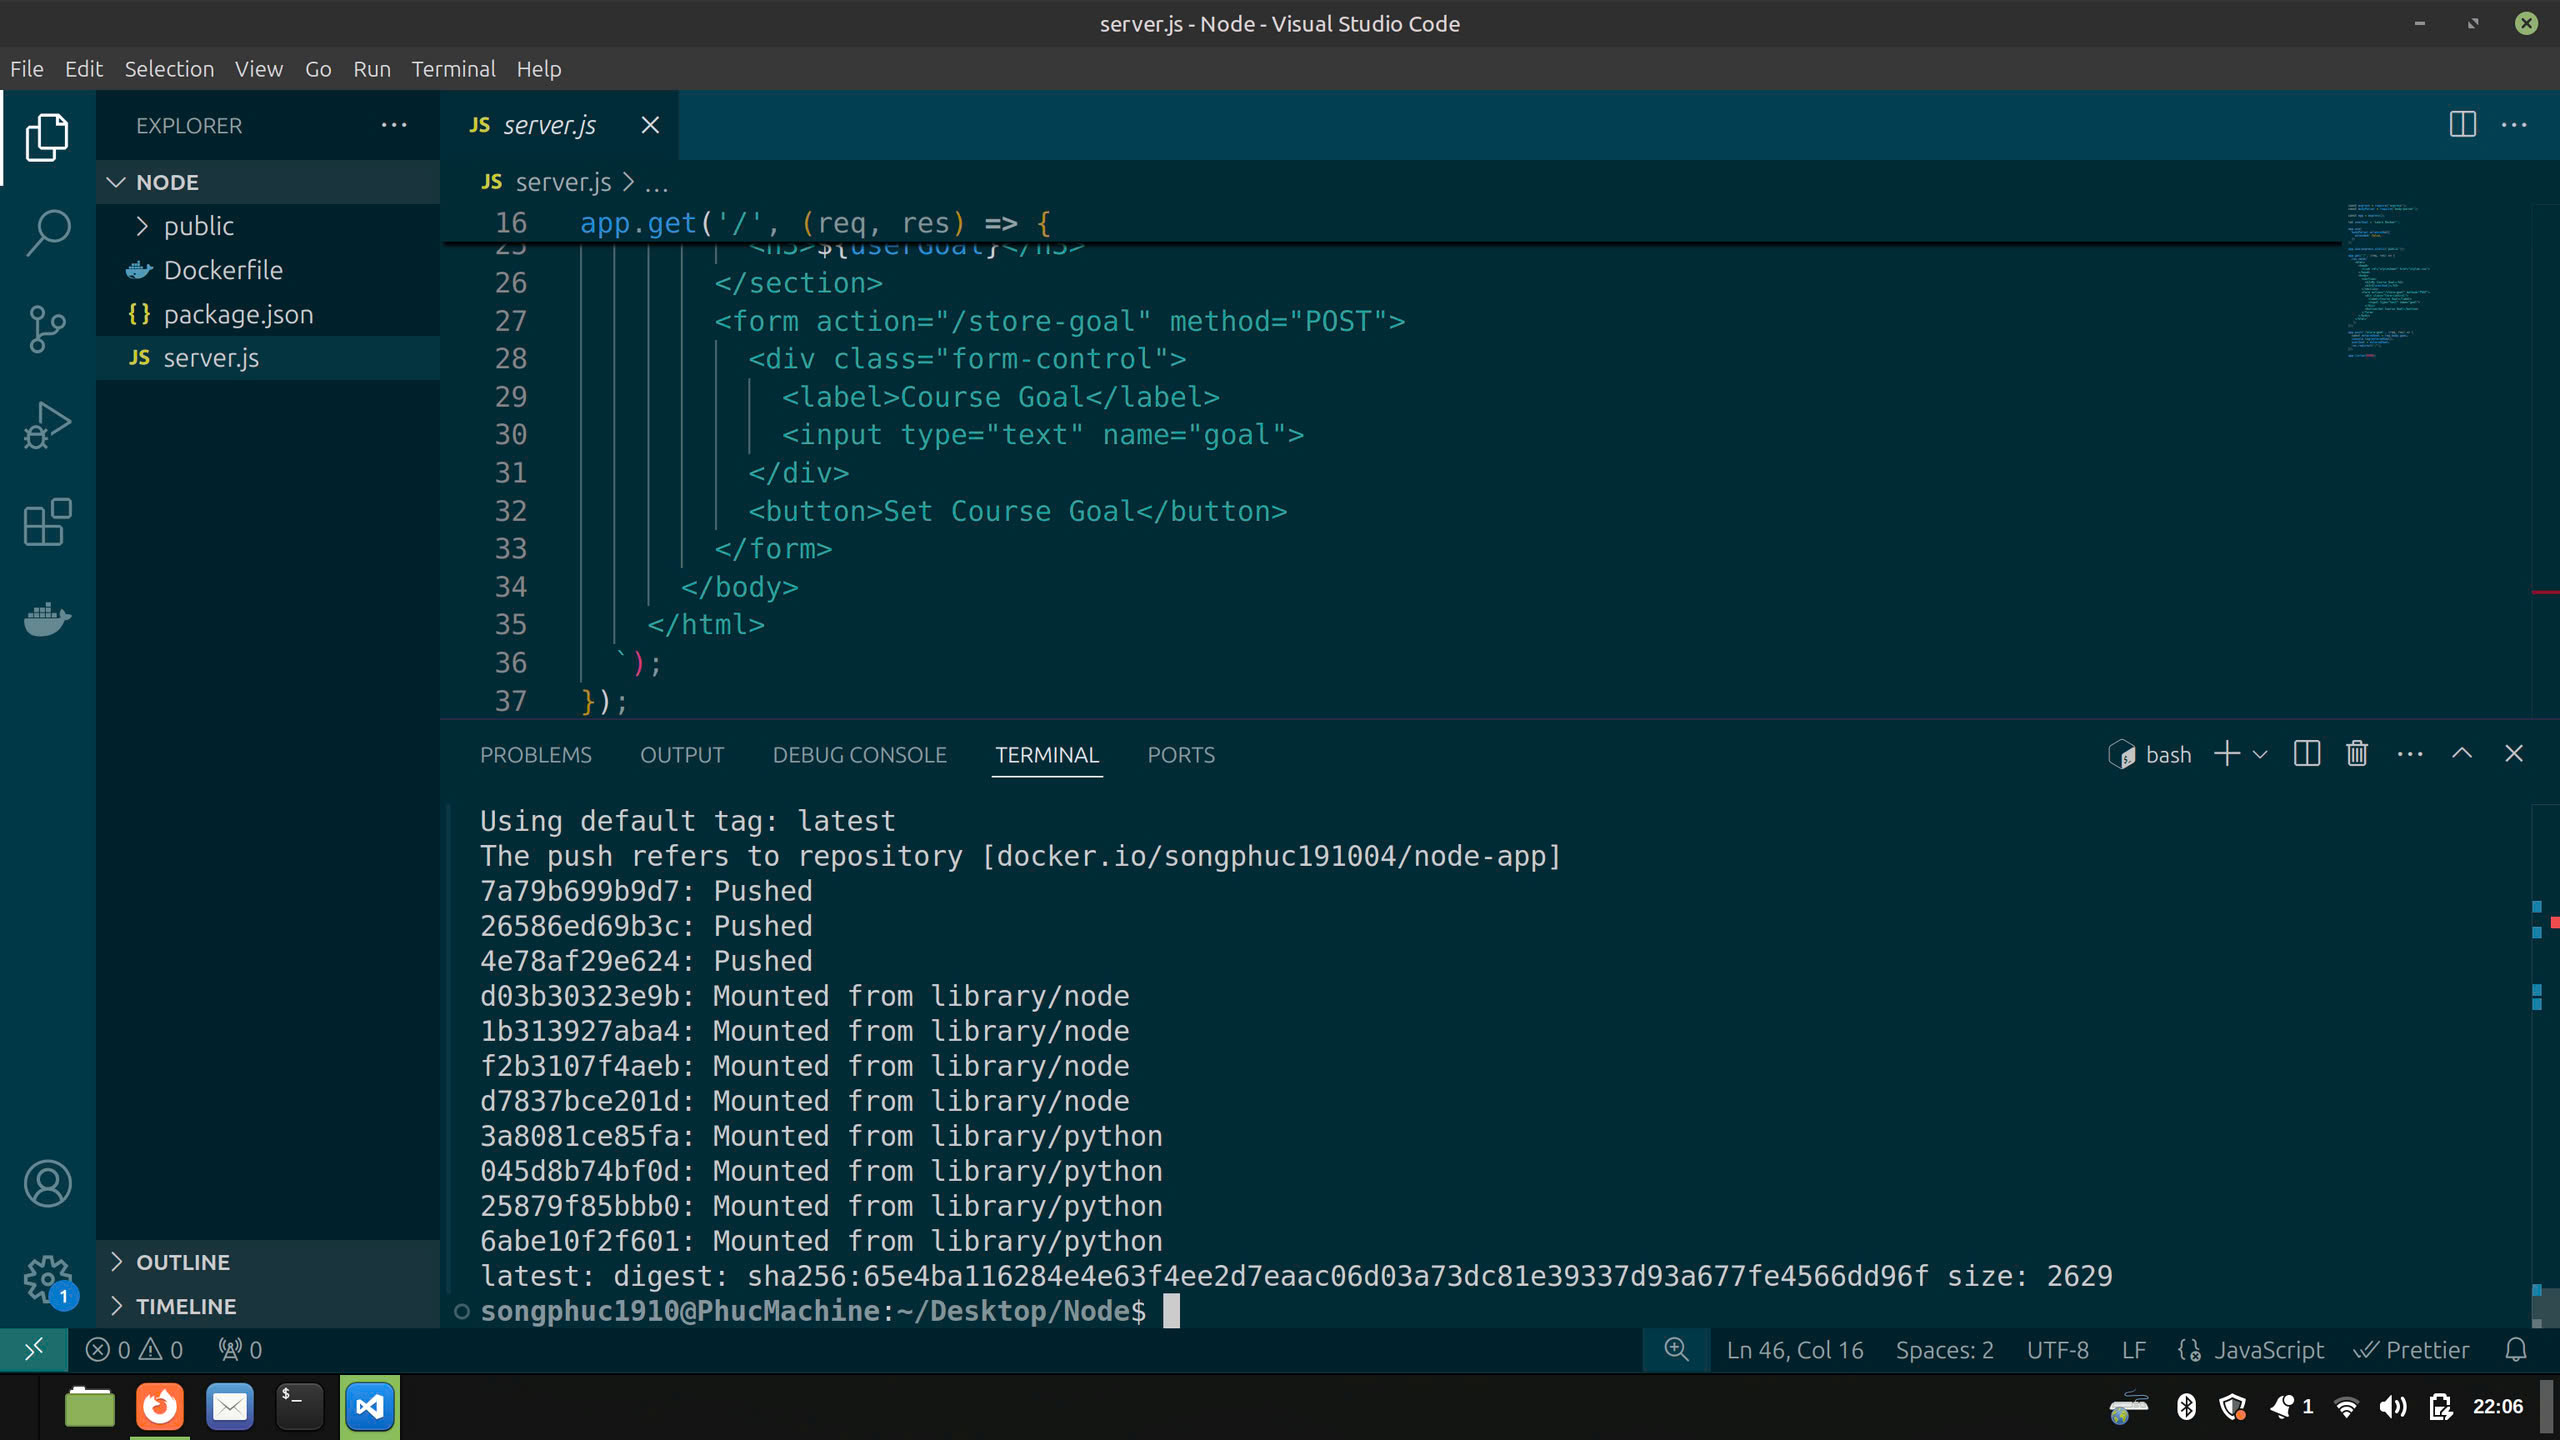 server.js - Node - Visual Studio Code
File Edit Selection View Go Run Terminal Help
EXPLORER
JS server.js
NODE
JS server.js > ...
public
Dockerfile
{} package.json
JS server.js
16 app.get('/', (req, res) => {
25 <h3>${userGoal}</h3>
26 </section>
27 <form action="/store-goal" method="POST">
28 <div class="form-control">
29 <label>Course Goal</label>
30 <input type="text" name="goal">
31 </div>
32 <button>Set Course Goal</button>
33 </form>
34 </body>
35 </html>
36 `);
37 });
PROBLEMS OUTPUT DEBUG CONSOLE TERMINAL PORTS
bash
Using default tag: latest
The push refers to repository [docker.io/songphuc191004/node-app]
7a79b699b9d7: Pushed
26586ed69b3c: Pushed
4e78af29e624: Pushed
d03b30323e9b: Mounted from library/node
1b313927aba4: Mounted from library/node
f2b3107f4aeb: Mounted from library/node
d7837bce201d: Mounted from library/node
3a8081ce85fa: Mounted from library/python
045d8b74bf0d: Mounted from library/python
25879f85bbb0: Mounted from library/python
6abe10f2f601: Mounted from library/python
latest: digest: sha256:65e4ba116284e4e63f4ee2d7eaac06d03a73dc81e39337d93a677fe4566dd96f size: 2629
songphuc1910@PhucMachine:~/Desktop/Node$
OUTLINE
TIMELINE
1
0 0 0
Ln 46, Col 16 Spaces: 2 UTF-8 LF JavaScript Prettier
$_
1 22:06